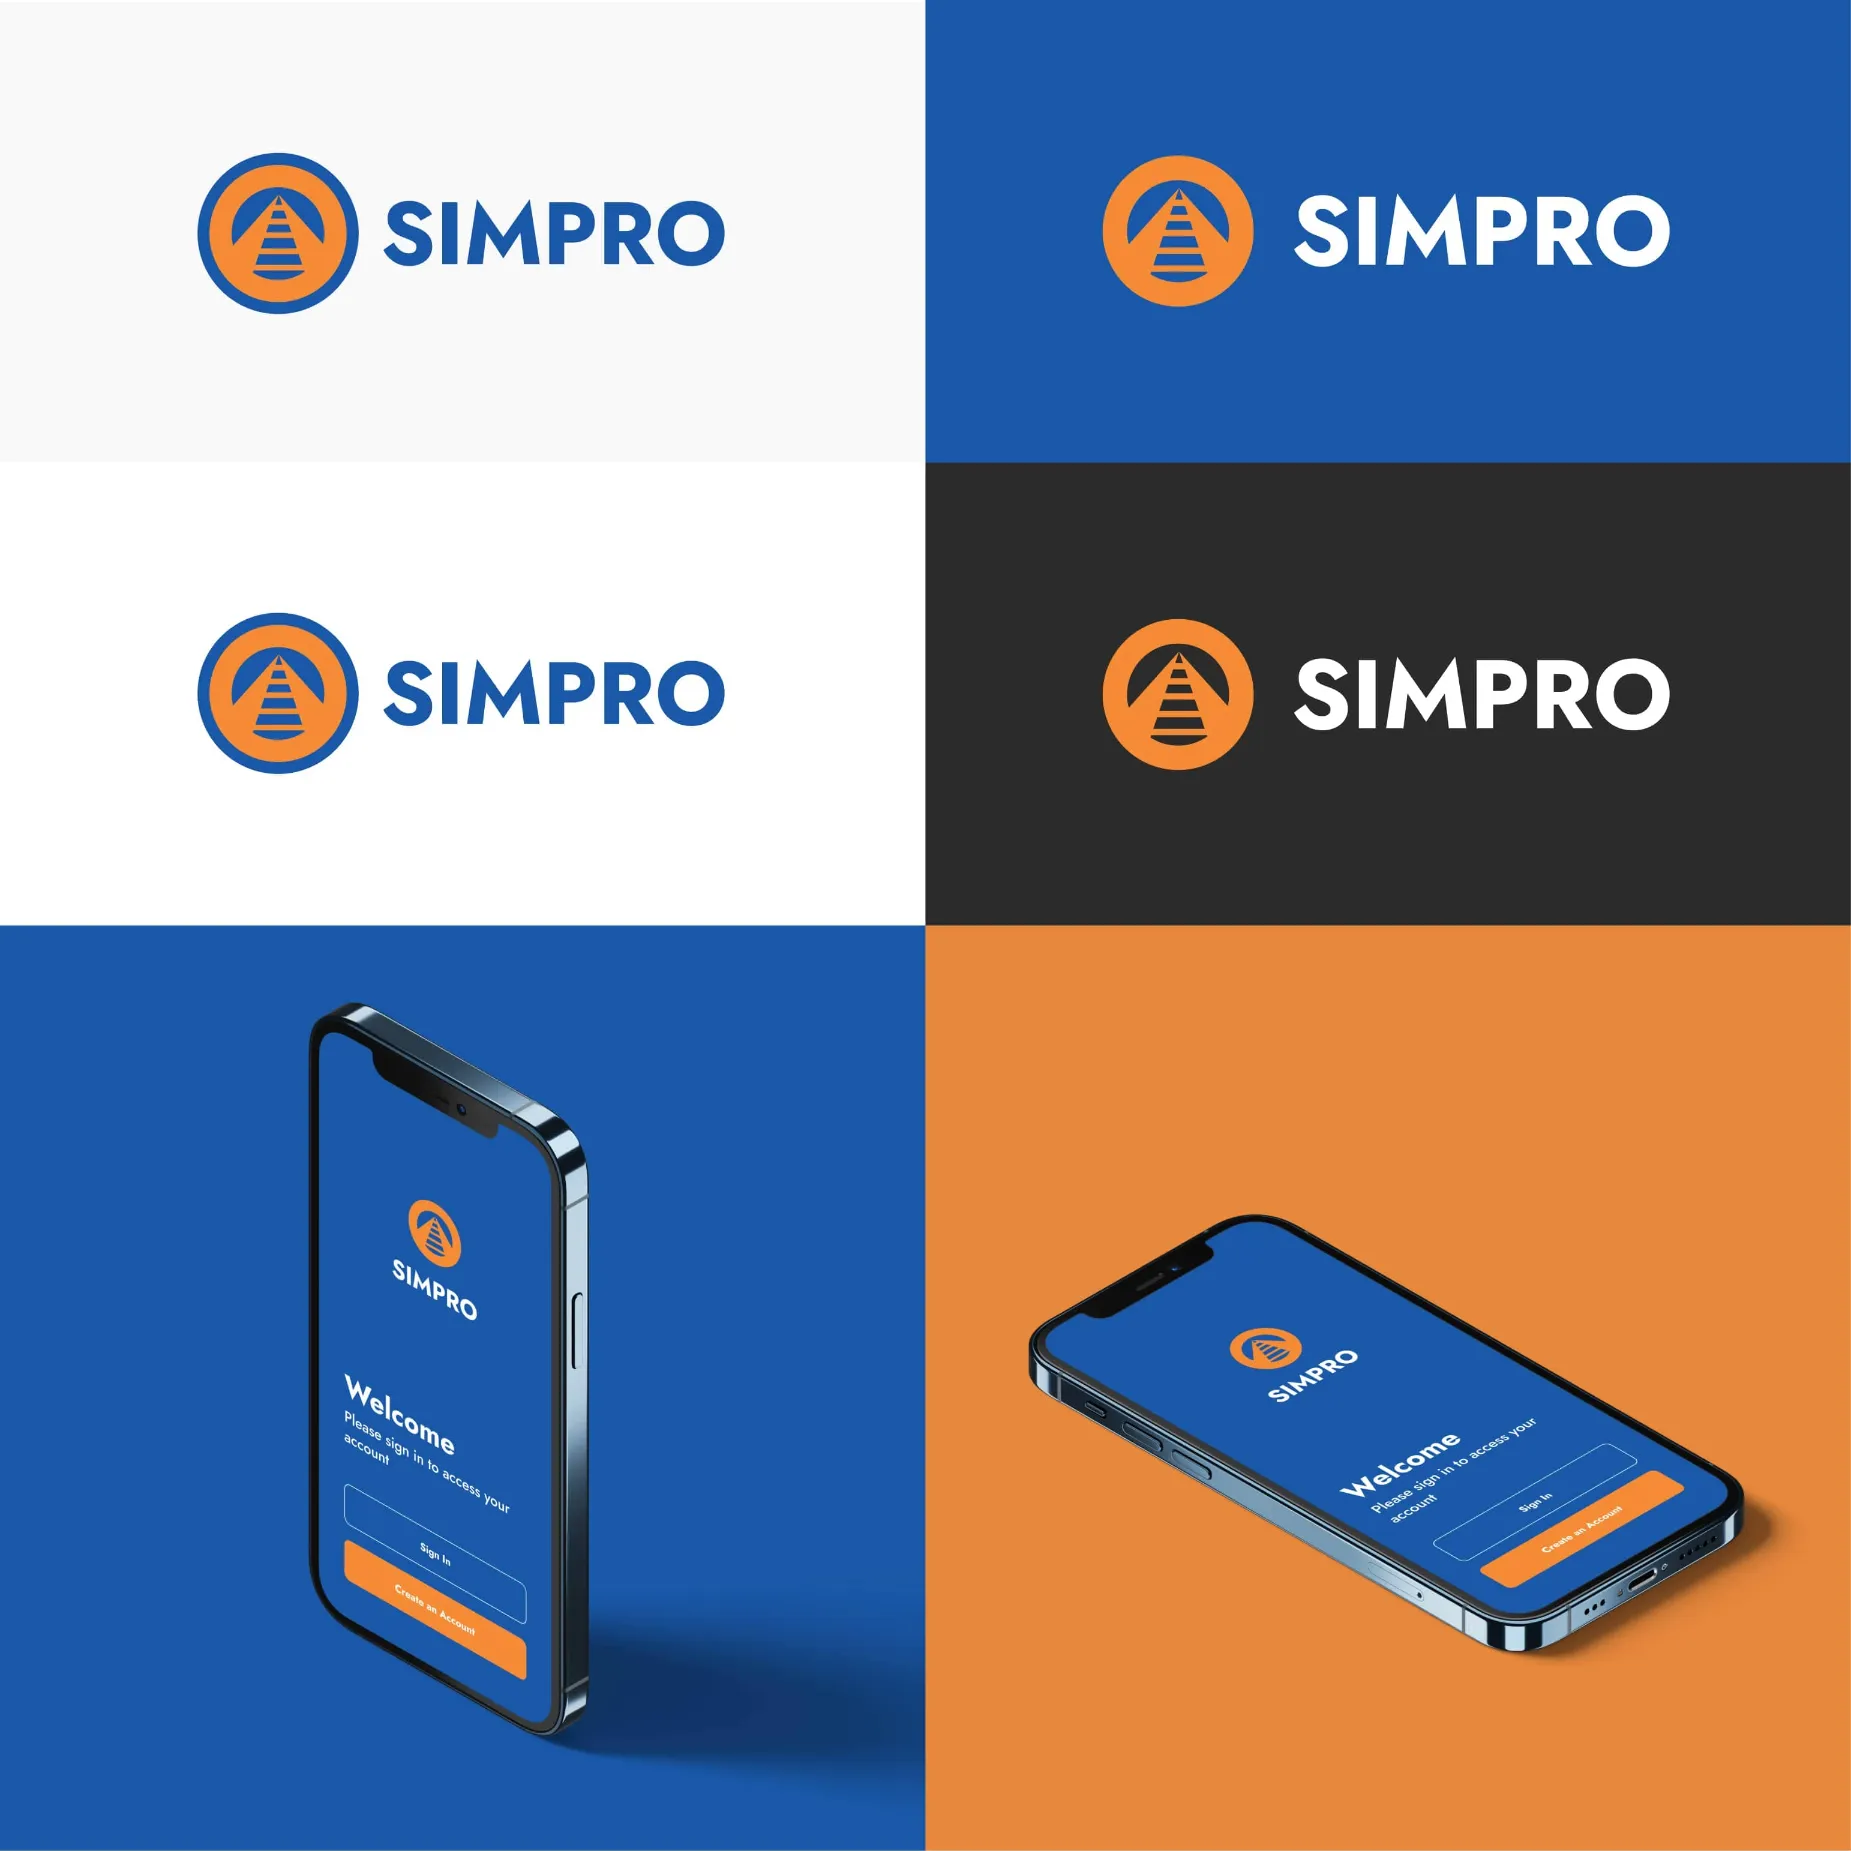 SIMPRO
SIMPRO
SIMPRO
SIMPRO
SIMPRO
Welcome
Please sign in to access your
account
Sign In
Create an Account
SIMPRO
Welcome
Please sign in to access your
account
Sign In
Create an Account